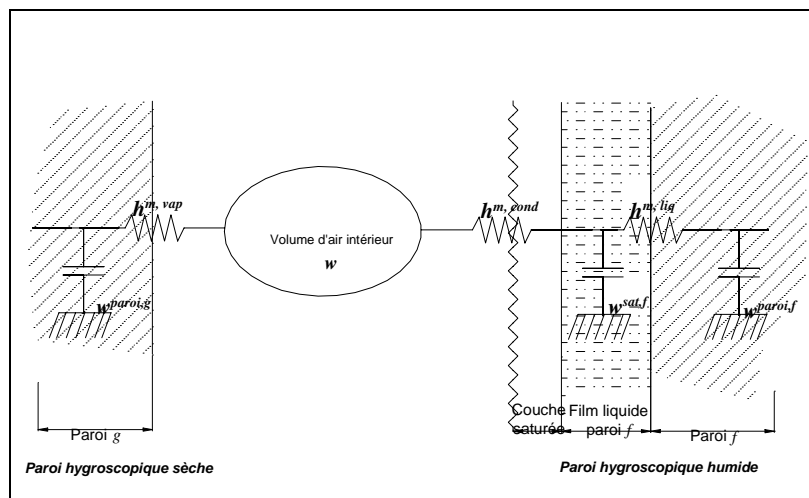 h^m, vap
h^m, cond
h^m, liq
Volume d'air intérieur
w
w^paroi,g
w^sat,f
w^paroi,f
Couche saturée
Film liquide paroi f
Paroi g
Paroi f
Paroi hygroscopique sèche
Paroi hygroscopique humide